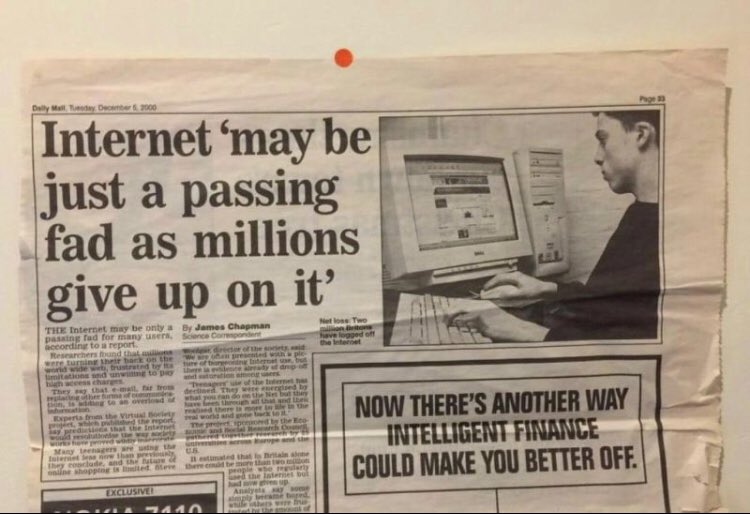 Daily Mail, Tuesday, December 5, 2000
Page 33
Internet ‘may be
just a passing
fad as millions
give up on it’
THE Internet may be only a
passing fad for many users,
according to a report.
Researchers found that millions
were turning their back on the
world wide web, frustrated by its
limitations and unwilling to pay
high access charges.
They say that e-mail, far from
replacing other forms of communica-
tion, is adding to an overload of
information.
Experts from the Virtual Society
project, which published the report,
say predictions that the Internet
would revolutionise the way society
works have proved
Many teenagers are using the
Internet less now than previously,
they conclude, and the future of
online shopping is limited. Steve
By James Chapman
Science Correspondent
Woolgar, director of the society, said:
'We are often presented with a pic-
ture of burgeoning Internet use, but
there is evidence already of drop-off
and saturation among users.
'Teenagers' use of the Internet has
declined. They were energised by
what you can do on the Net but they
have been through all that and then
realised there is more to life in the
real world and gone back to it.'
The project, sponsored by the Eco-
nomic and Social Research Council,
gathered together research by
universities across Europe and the
U.S.
It estimated that in Britain alone
there could be more than two million
people who regularly
used the Internet but
had now given up.
Analysts say some
simply became bored,
while others were frus-
trated by the amount of
Net loss: Two
million Britons
have logged off
the Internet
DELL
EXCLUSIVE!
NOKIA 7110
NOW THERE'S ANOTHER WAY
INTELLIGENT FINANCE
COULD MAKE YOU BETTER OFF.